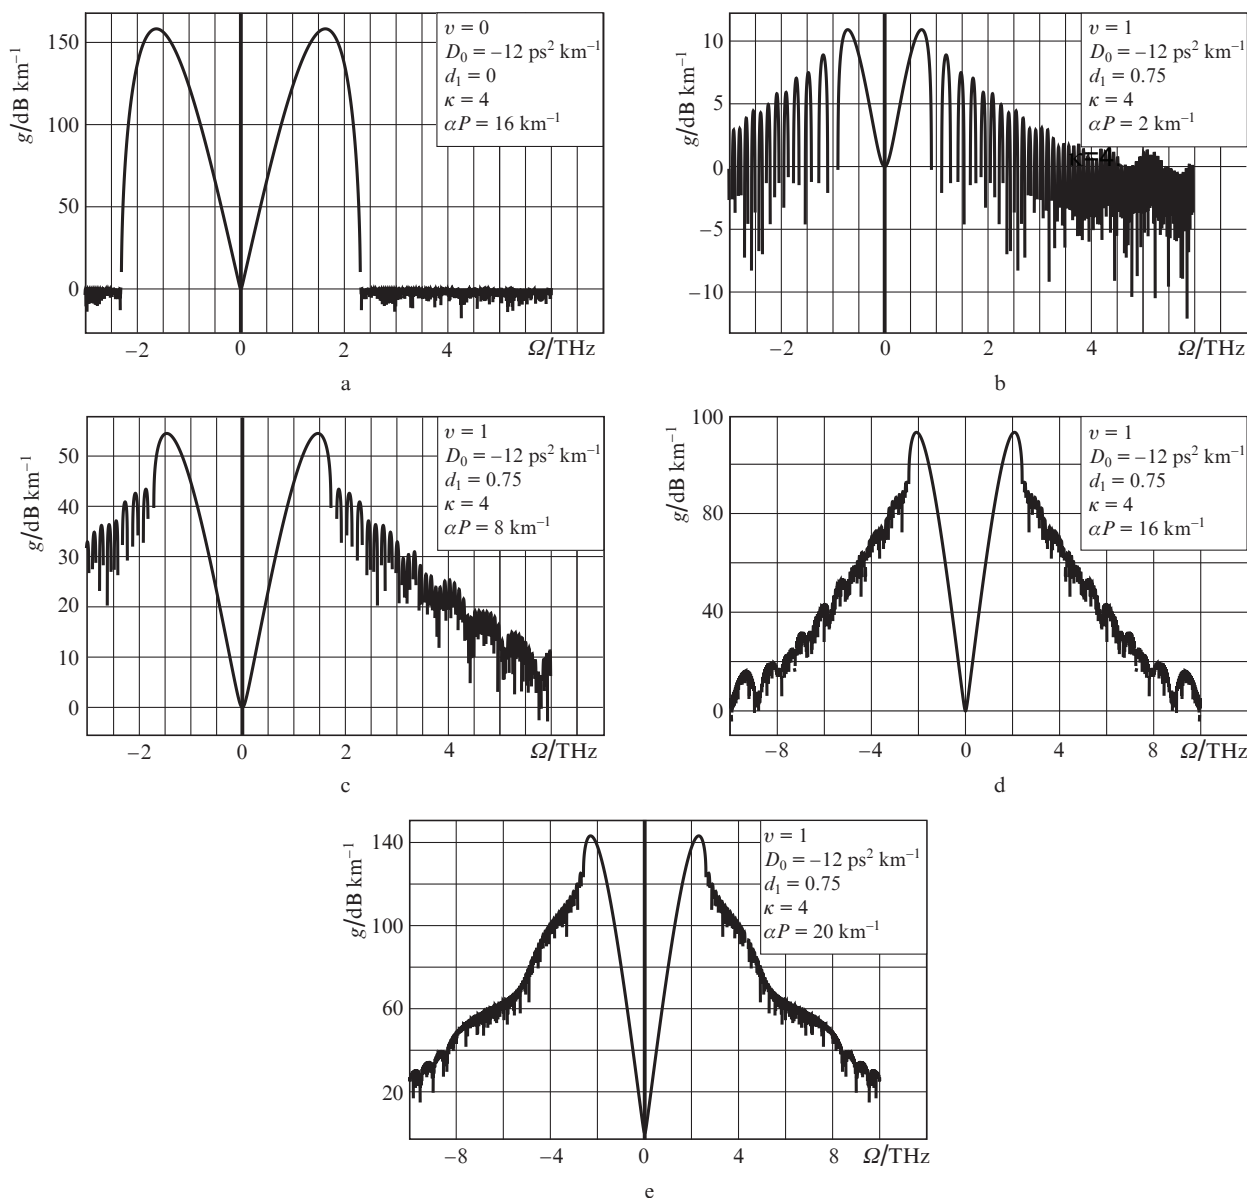 g/dB km⁻¹
150
100
50
0
−2
0
2
4
Ω/THz
υ = 0
D₀ = −12 ps² km⁻¹
d₁ = 0
κ = 4
αP = 16 km⁻¹
a
g/dB km⁻¹
10
5
0
−5
−10
−2
0
2
4
Ω/THz
υ = 1
D₀ = −12 ps² km⁻¹
d₁ = 0.75
κ = 4
αP = 2 km⁻¹
κ = 4
b
g/dB km⁻¹
50
40
30
20
10
0
−2
0
2
4
Ω/THz
υ = 1
D₀ = −12 ps² km⁻¹
d₁ = 0.75
κ = 4
αP = 8 km⁻¹
c
g/dB km⁻¹
100
80
40
0
−8
−4
0
4
8
Ω/THz
υ = 1
D₀ = −12 ps² km⁻¹
d₁ = 0.75
κ = 4
αP = 16 km⁻¹
d
g/dB km⁻¹
140
100
60
20
−8
−4
0
4
8
Ω/THz
υ = 1
D₀ = −12 ps² km⁻¹
d₁ = 0.75
κ = 4
αP = 20 km⁻¹
e